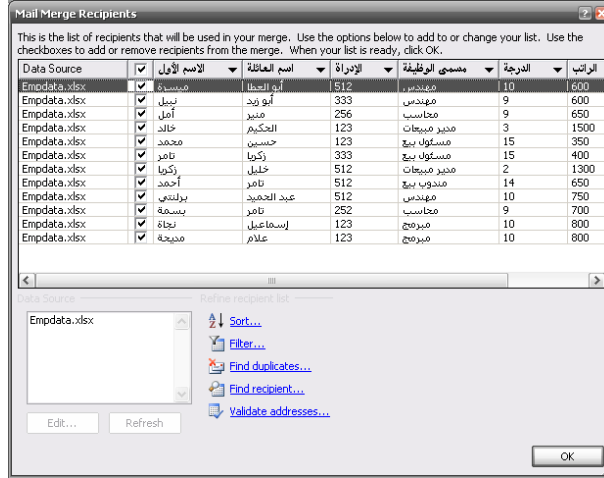 Mail Merge Recipients
This is the list of recipients that will be used in your merge. Use the options below to add to or change your list. Use the
checkboxes to add or remove recipients from the merge. When your list is ready, click OK.
Data Source الاسم الأول اسم العائلة الإدراة مسمى الوظيفة الدرجة الراتب
Empdata.xlsx ميسرة أبو العطا 512 مهندس 10 600
Empdata.xlsx نبيل أبو زيد 333 مهندس 9 600
Empdata.xlsx أمل منير 256 محاسب 9 650
Empdata.xlsx خالد الحكيم 123 مدير مبيعات 3 1500
Empdata.xlsx محمد حسين 123 مسئول بيع 15 350
Empdata.xlsx تامر زكريا 333 مسئول بيع 15 400
Empdata.xlsx زكريا خليل 123 مدير مبيعات 2 1300
Empdata.xlsx أحمد تامر 512 مندوب بيع 14 650
Empdata.xlsx برلنتي عبد الحميد 512 مهندس 10 750
Empdata.xlsx بسمة تامر 252 محاسب 9 700
Empdata.xlsx نجاة إسماعيل 123 مبرمج 10 800
Empdata.xlsx مديحة علام 123 مبرمج 10 800
Data Source Refine recipient list
Empdata.xlsx
Sort...
Filter...
Find duplicates...
Find recipient...
Validate addresses...
Edit... Refresh
OK